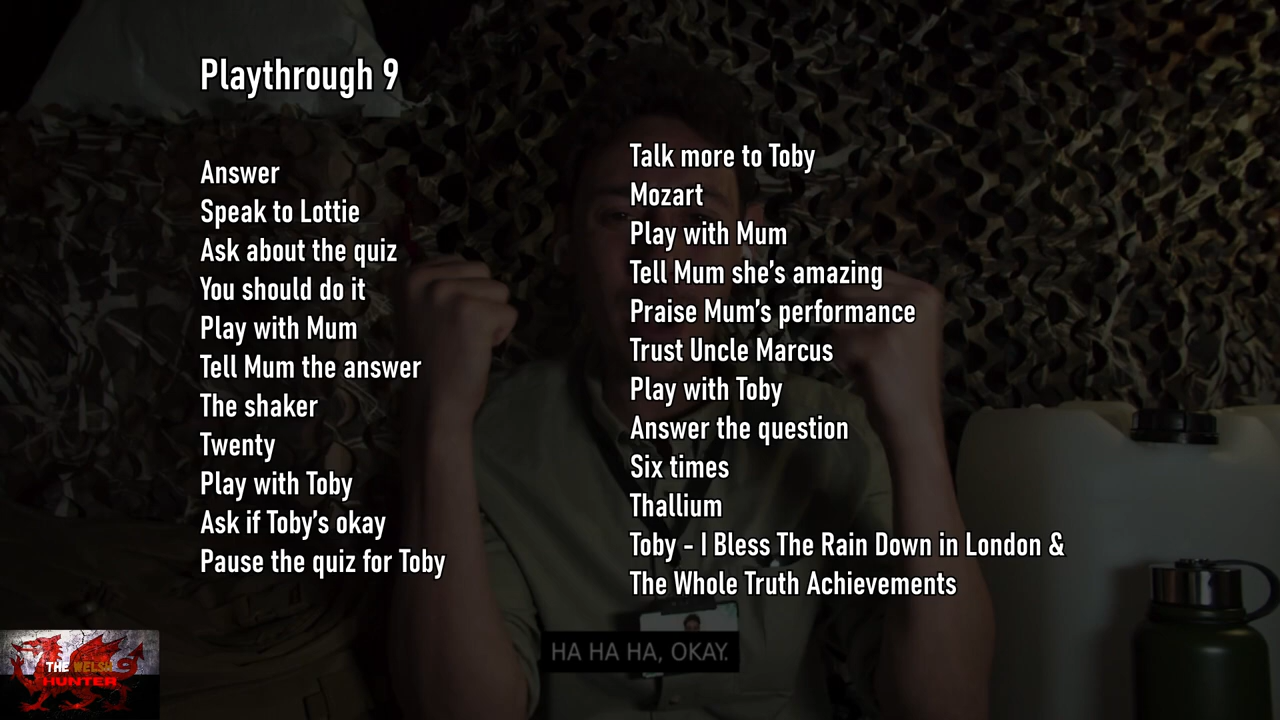 Playthrough 9
Answer
Speak to Lottie
Ask about the quiz
You should do it
Play with Mum
Tell Mum the answer
The shaker
Twenty
Play with Toby
Ask if Toby's okay
Pause the quiz for Toby
Talk more to Toby
Mozart
Play with Mum
Tell Mum she's amazing
Praise Mum's performance
Trust Uncle Marcus
Play with Toby
Answer the question
Six times
Thallium
Toby - I Bless The Rain Down in London &
The Whole Truth Achievements
HA HA HA, OKAY.
THE WELSH
HUNTER